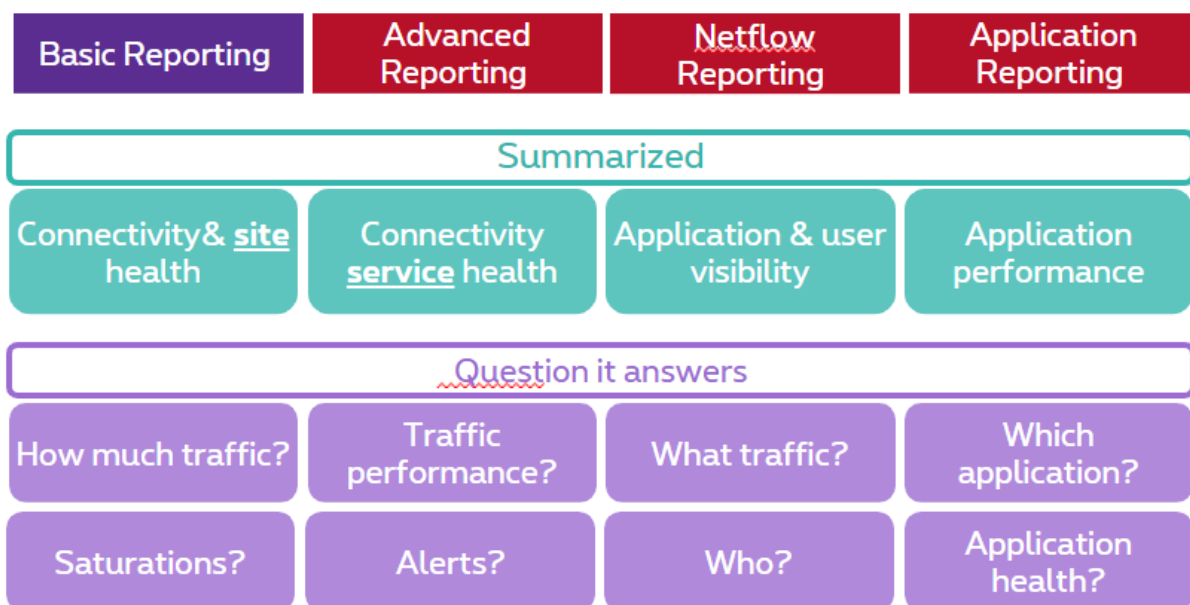 Basic Reporting
Advanced
Reporting
Netflow
Reporting
Application
Reporting
Summarized
Connectivity& site
health
Connectivity
service health
Application & user
visibility
Application
performance
Question it answers
How much traffic?
Traffic
performance?
What traffic?
Which
application?
Saturations?
Alerts?
Who?
Application
health?